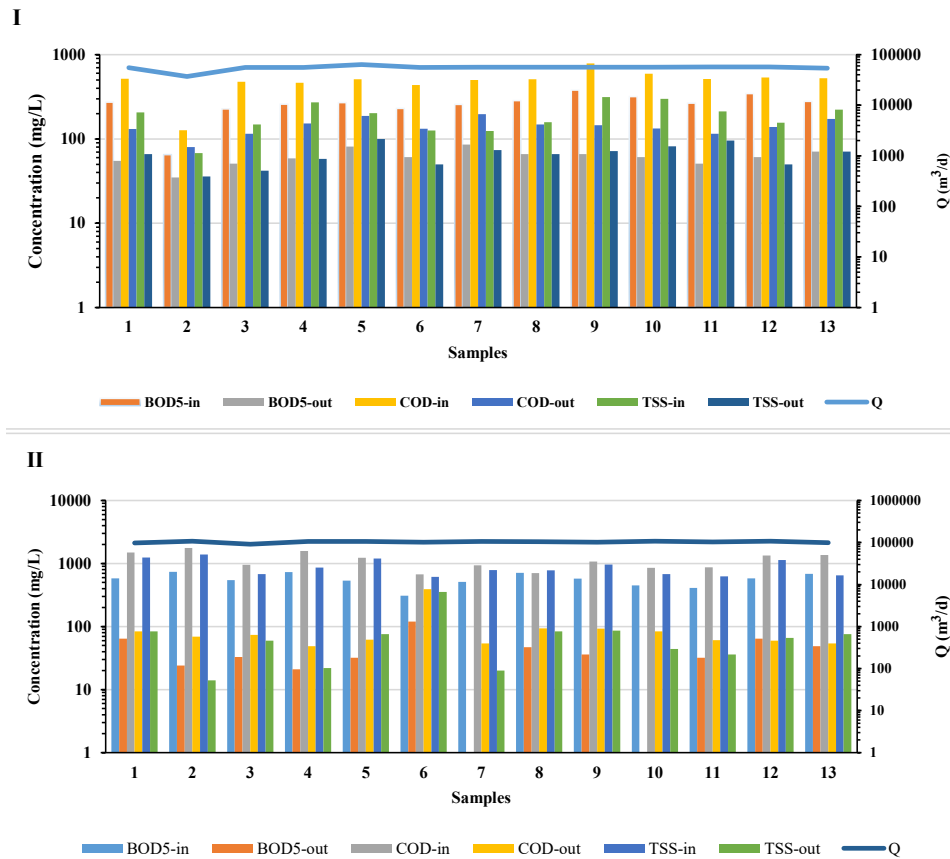 I
1000
100
10
1
Concentration (mg/L)
100000
10000
1000
100
10
1
Q (m³/d)
1 2 3 4 5 6 7 8 9 10 11 12 13
Samples
BOD5-in BOD5-out COD-in COD-out TSS-in TSS-out Q
II
10000
1000
100
10
1
Concentration (mg/L)
1000000
100000
10000
1000
100
10
1
Q (m³/d)
1 2 3 4 5 6 7 8 9 10 11 12 13
Samples
BOD5-in BOD5-out COD-in COD-out TSS-in TSS-out Q